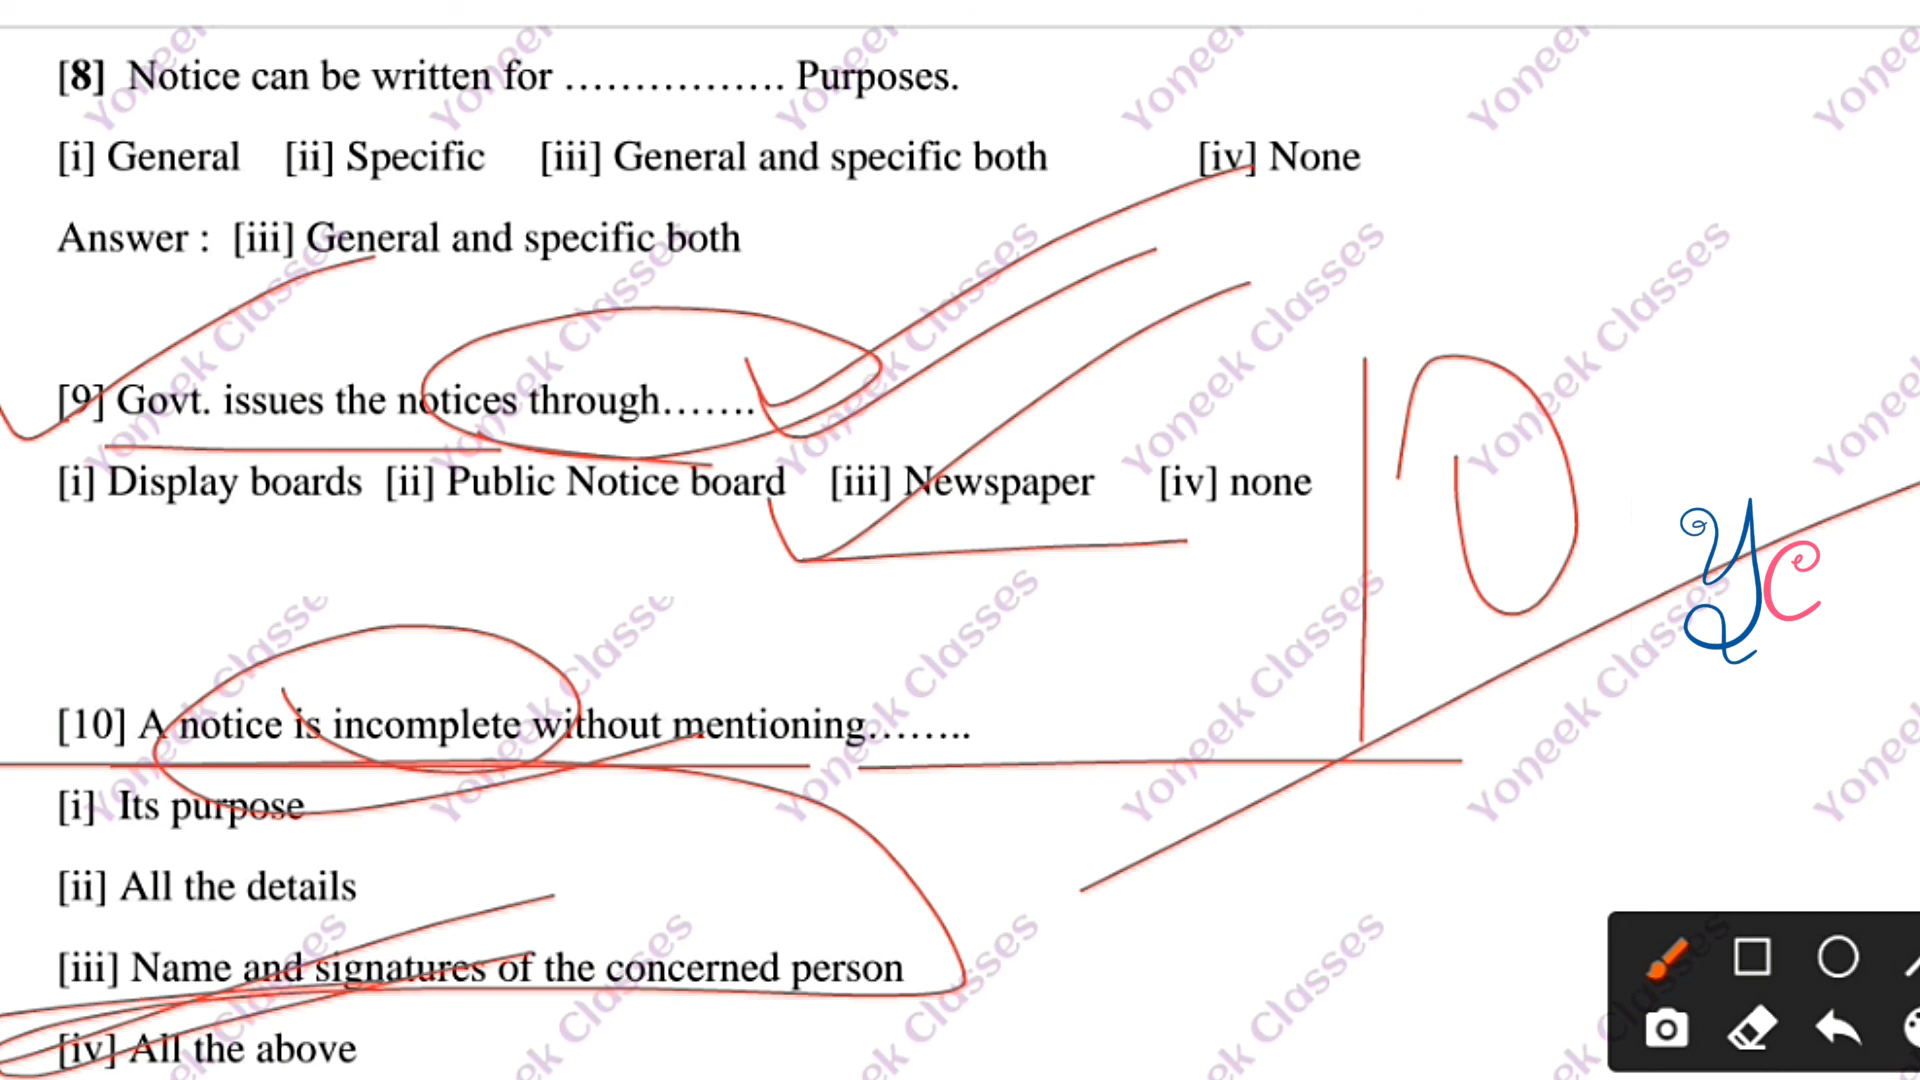 [8] Notice can be written for ................ Purposes.
[i] General [ii] Specific [iii] General and specific both [iv] None
Answer : [iii] General and specific both
[9] Govt. issues the notices through.......
[i] Display boards [ii] Public Notice board [iii] Newspaper [iv] none
[10] A notice is incomplete without mentioning........
[i] Its purpose
[ii] All the details
[iii] Name and signatures of the concerned person
[iv] All the above
YC
Yoneek Classes